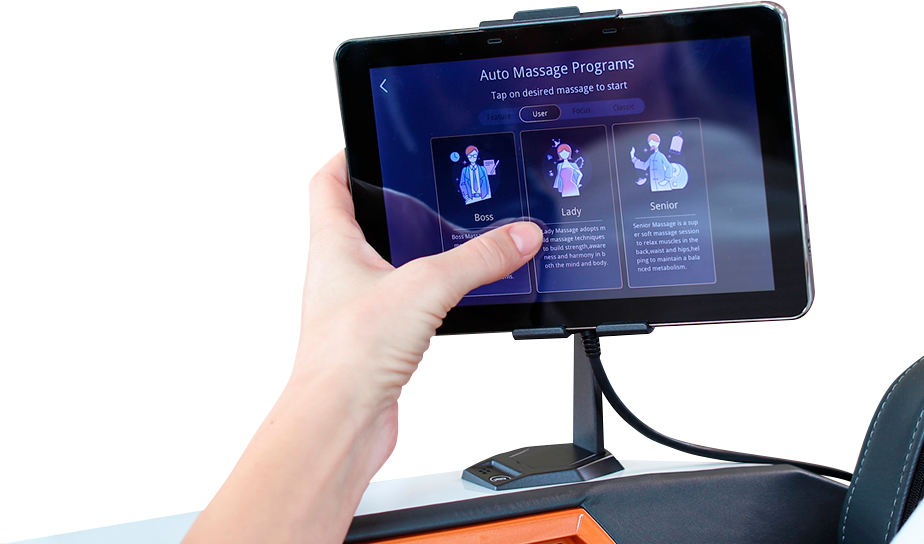 Auto Massage Programs
Tap on desired massage to start
Feature User Focus Classic
Boss
Lady
Senior
Boss
Lady Massage adopts m
ld massage techniques
to build strength,aware
ness and harmony in b
oth the mind and body.
Senior Massage is a sup
er soft massage session
to relax muscles in the
back,waist and hips,hel
ping to maintain a bala
nced metabolism.